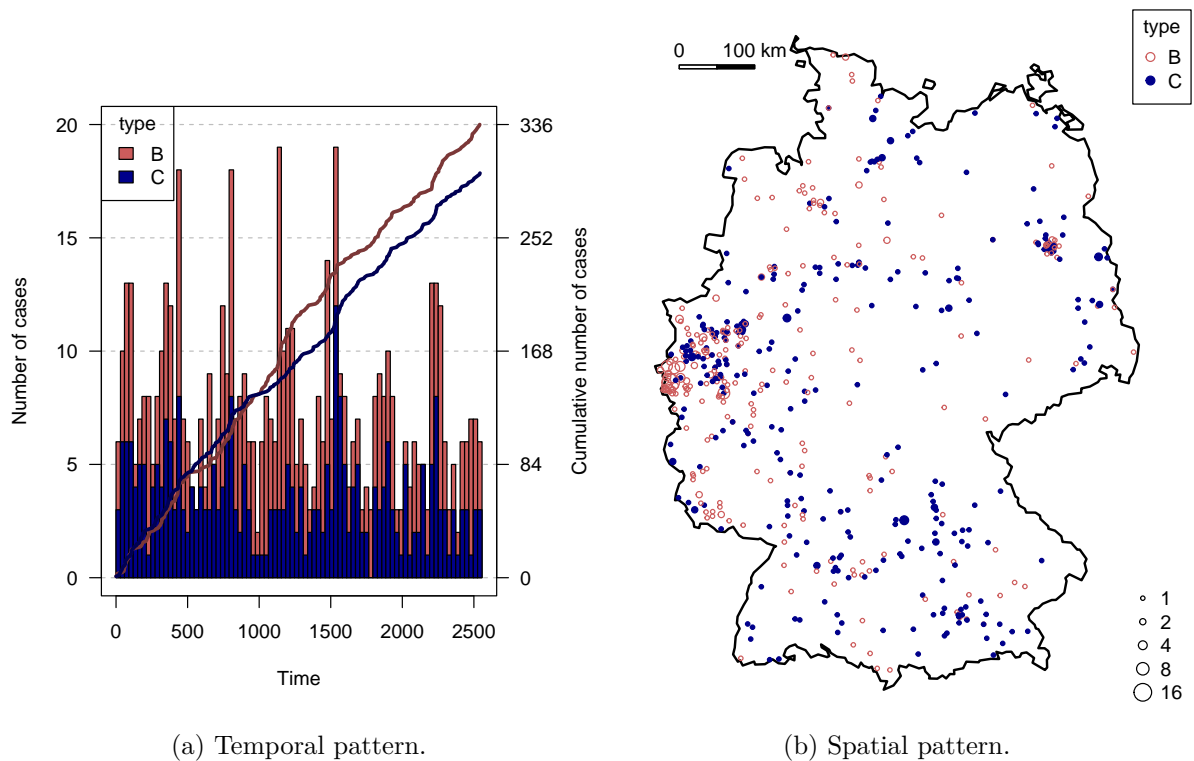 type
B
C
20
15
10
5
0
Number of cases
336
252
168
84
0
Cumulative number of cases
0 500 1000 1500 2000 2500
Time
(a) Temporal pattern.
0 100 km
type
B
C
1
2
4
8
16
(b) Spatial pattern.